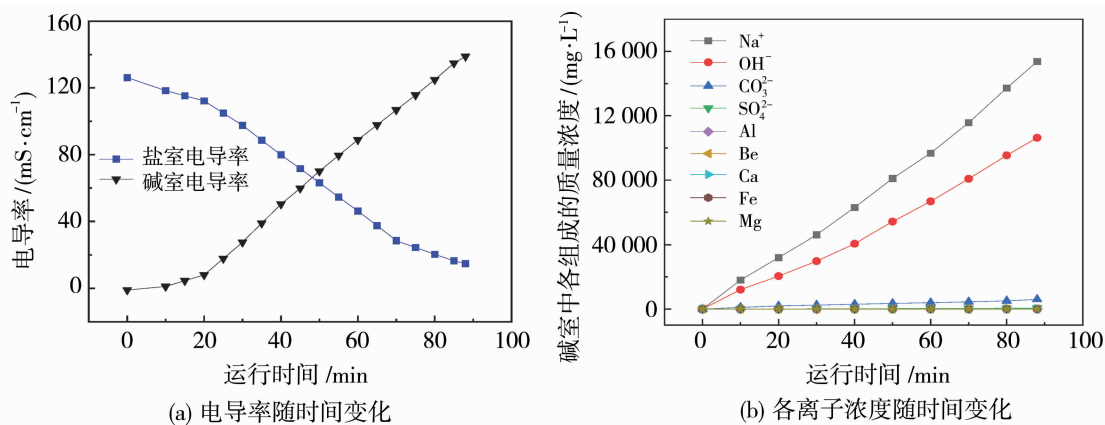 160
120
80
40
0
电导率/(mS·cm⁻¹)
盐室电导率
碱室电导率
0 20 40 60 80 100
运行时间/min
(a) 电导率随时间变化
16 000
12 000
80 000
40 000
0
碱室中各组成的质量浓度/(mg·L⁻¹)
Na⁺
OH⁻
CO₃²⁻
SO₄²⁻
Al
Be
Ca
Fe
Mg
0 20 40 60 80 100
运行时间/min
(b) 各离子浓度随时间变化